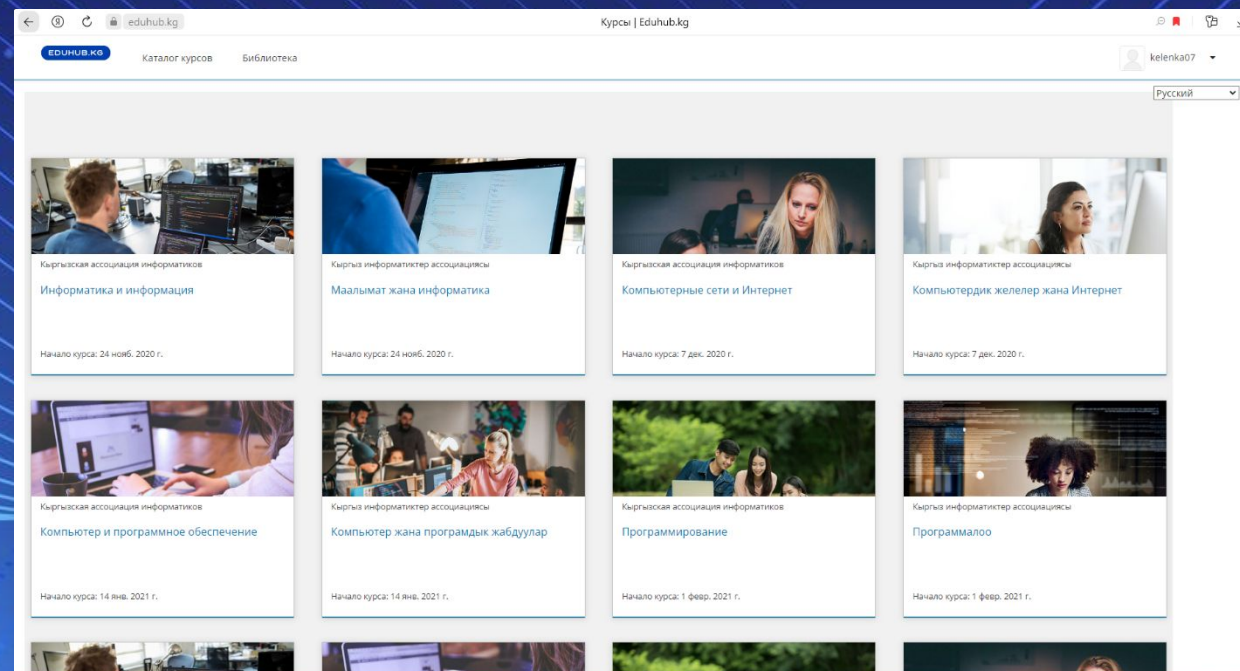 eduhub.kg
Курсы | Eduhub.kg
EDUHUB.KG
Каталог курсов
Библиотека
kelenka07
Русский
Кыргызская ассоциация информатиков
Информатика и информация
Начало курса: 24 нояб. 2020 г.
Кыргыз информатиктер ассоциациясы
Маалымат жана информатика
Начало курса: 24 нояб. 2020 г.
Кыргызская ассоциация информатиков
Компьютерные сети и Интернет
Начало курса: 7 дек. 2020 г.
Кыргыз информатиктер ассоциациясы
Компьютердик желелер жана Интернет
Начало курса: 7 дек. 2020 г.
Кыргызская ассоциация информатиков
Компьютер и программное обеспечение
Начало курса: 14 янв. 2021 г.
Кыргыз информатиктер ассоциациясы
Компьютер жана програмдык жабдуулар
Начало курса: 14 янв. 2021 г.
Кыргызская ассоциация информатиков
Программирование
Начало курса: 1 февр. 2021 г.
Кыргыз информатиктер ассоциациясы
Программалоо
Начало курса: 1 февр. 2021 г.